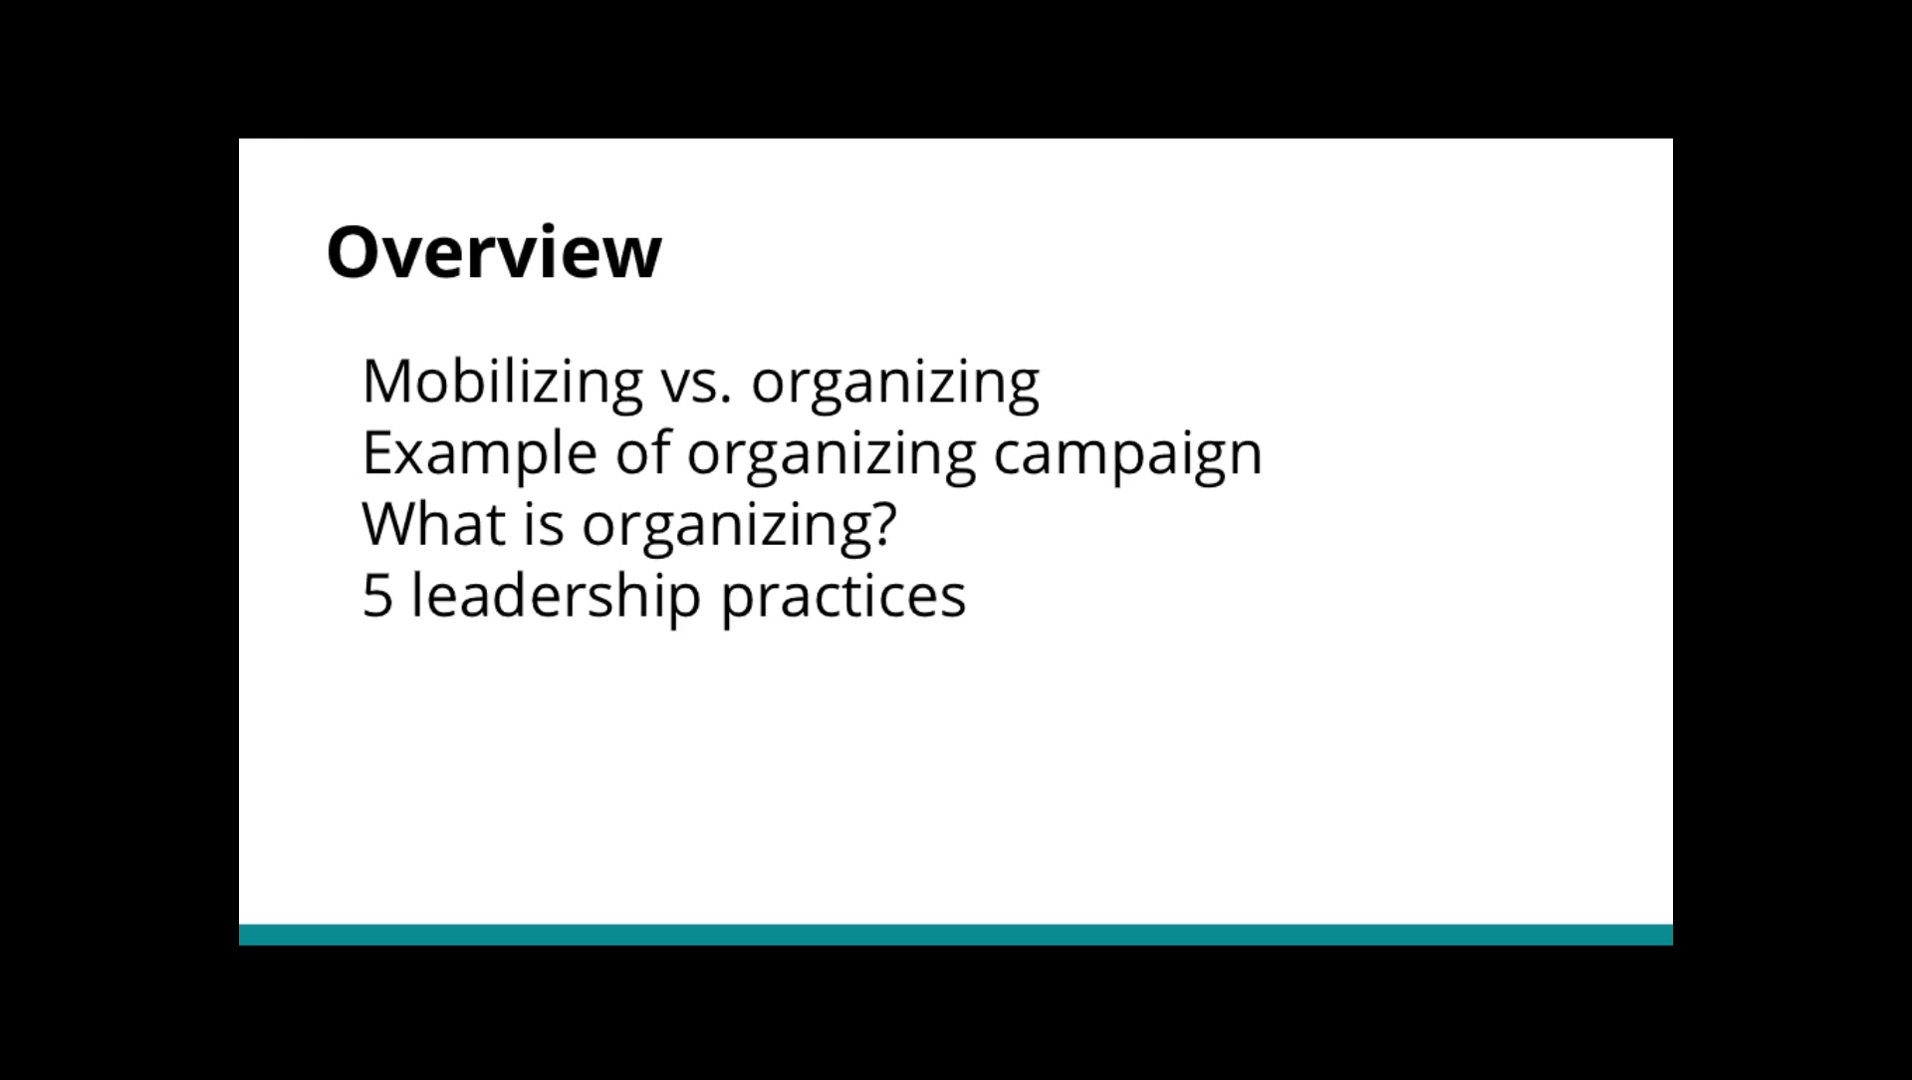 Overview
Mobilizing vs. organizing
Example of organizing campaign
What is organizing?
5 leadership practices